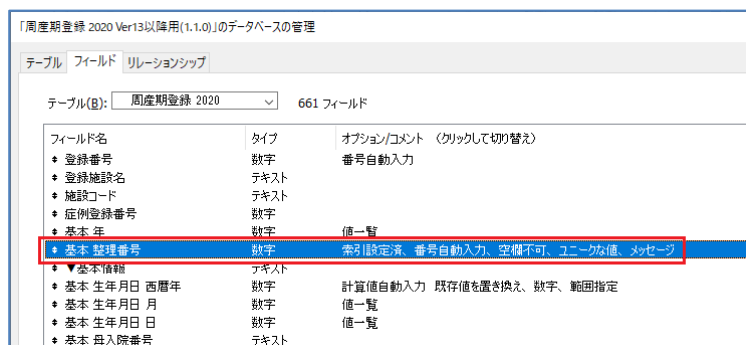 「周産期登録 2020 Ver13以降用(1.1.0)」のデータベースの管理
テーブル フィールド リレーションシップ
テーブル(B): 周産期登録 2020 661 フィールド
フィールド名 タイプ オプション/コメント (クリックして切り替え)
登録番号 数字 番号自動入力
登録施設名 テキスト
施設コード テキスト
症例登録番号 数字
基本 年 数字 値一覧
基本 整理番号 数字 索引設定済、番号自動入力、空欄不可、ユニークな値、メッセージ
▼基本情報 テキスト
基本 生年月日 西暦年 数字 計算値自動入力 既存値を置き換え、数字、範囲指定
基本 生年月日 月 数字 値一覧
基本 生年月日 日 数字 値一覧
基本 母入院番号 テキスト